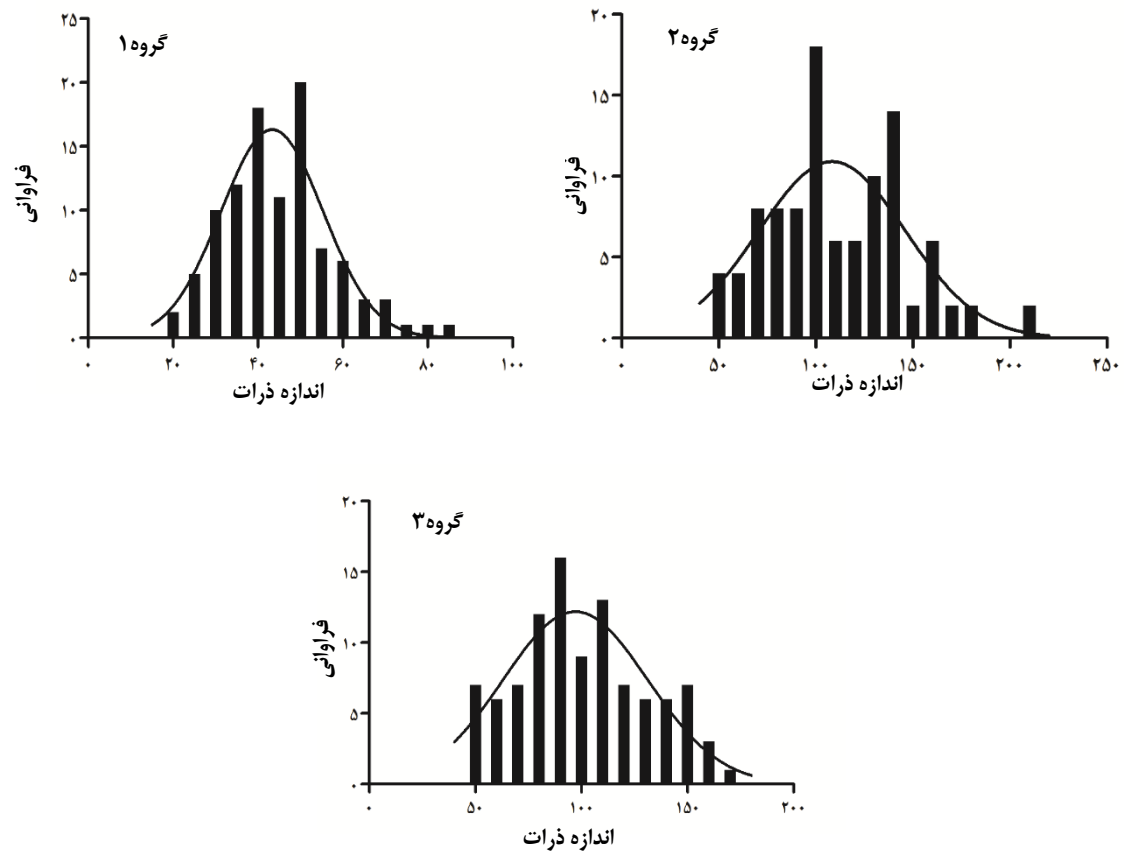 گروه۱
۲۵
۲۰
۱۵
۱۰
۵
۰
فراوانی
۰ ۲۰ ۴۰ ۶۰ ۸۰ ۱۰۰
اندازه ذرات
گروه۲
۲۰
۱۵
۱۰
۵
۰
فراوانی
۰ ۵۰ ۱۰۰ ۱۵۰ ۲۰۰ ۲۵۰
اندازه ذرات
گروه۳
۲۰
۱۵
۱۰
۵
۰
فراوانی
۰ ۵۰ ۱۰۰ ۱۵۰ ۲۰۰
اندازه ذرات